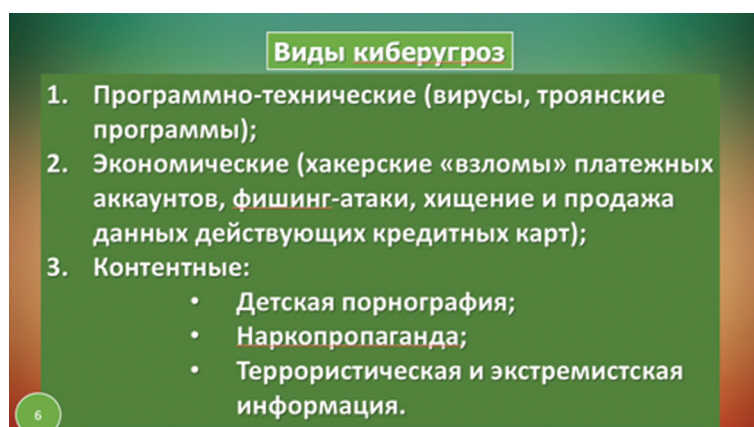 Виды киберугроз
1. Программно-технические (вирусы, троянские
программы);
2. Экономические (хакерские «взломы» платежных
аккаунтов, фишинг-атаки, хищение и продажа
данных действующих кредитных карт);
3. Контентные:
• Детская порнография;
• Наркопропаганда;
• Террористическая и экстремистская
информация.
6